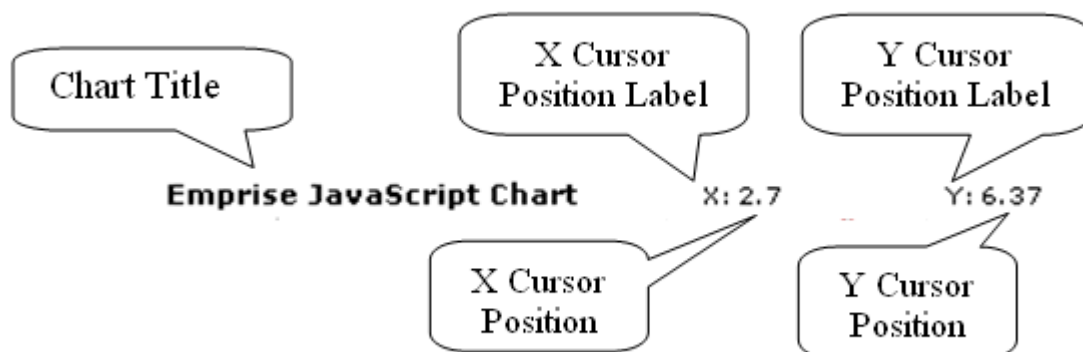 Chart Title
X Cursor
Position Label
Y Cursor
Position Label
Emprise JavaScript Chart
X: 2.7
Y: 6.37
X Cursor
Position
Y Cursor
Position